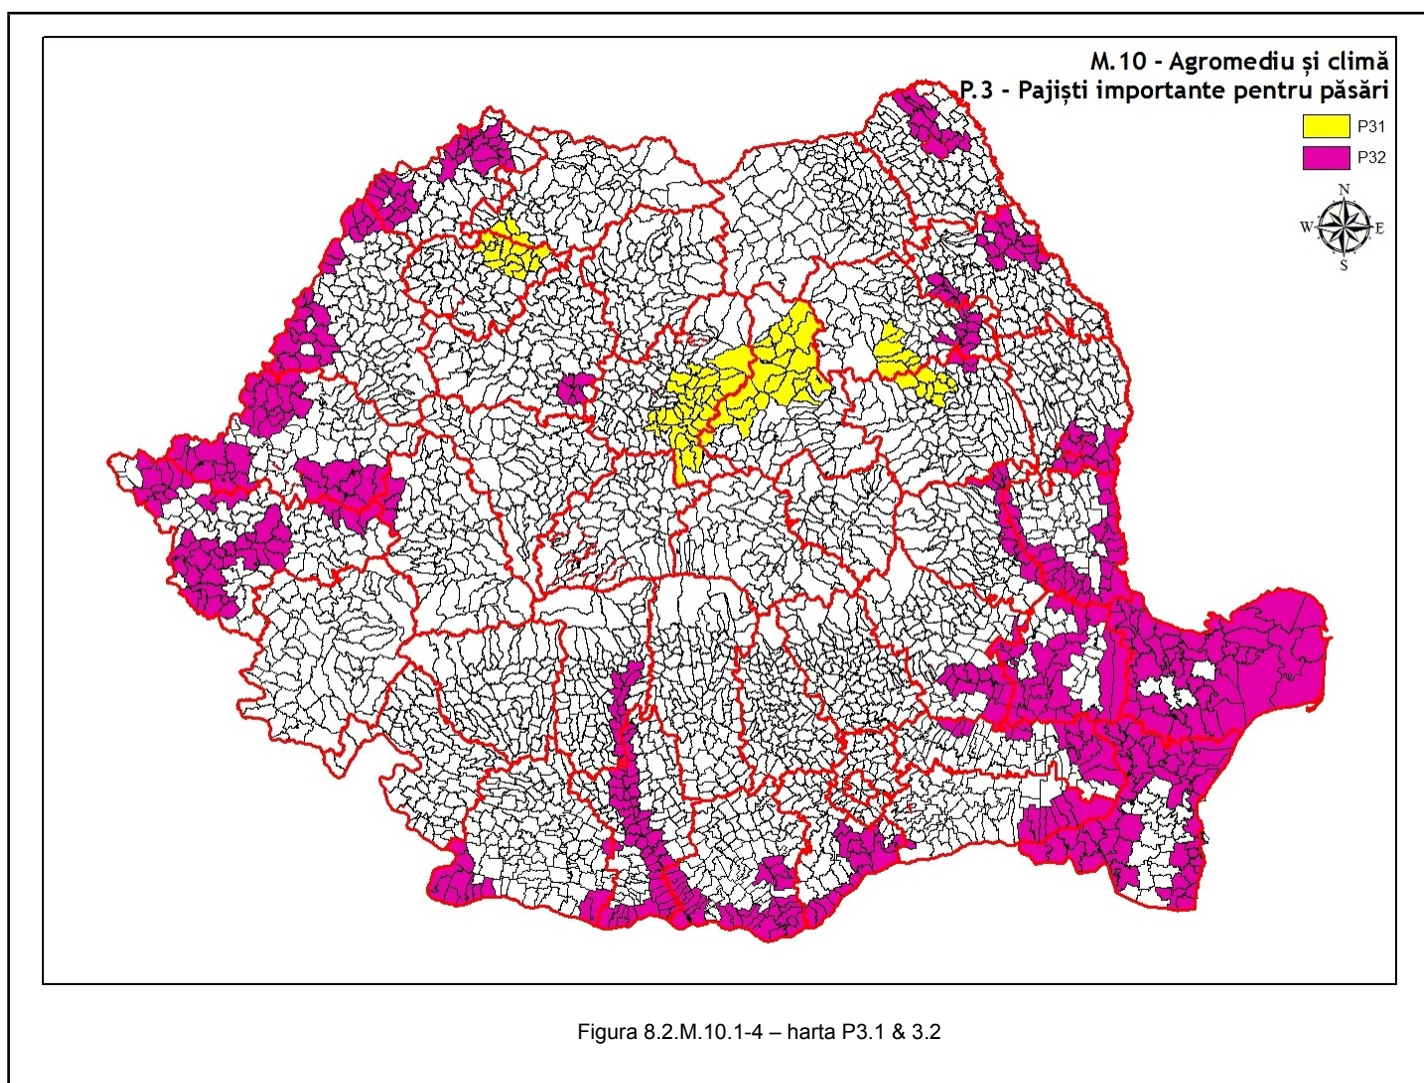 M.10 - Agromediu și climă
P.3 - Pajiști importante pentru păsări
P31
P32
N
W E
S
Figura 8.2.M.10.1-4 – harta P3.1 & 3.2